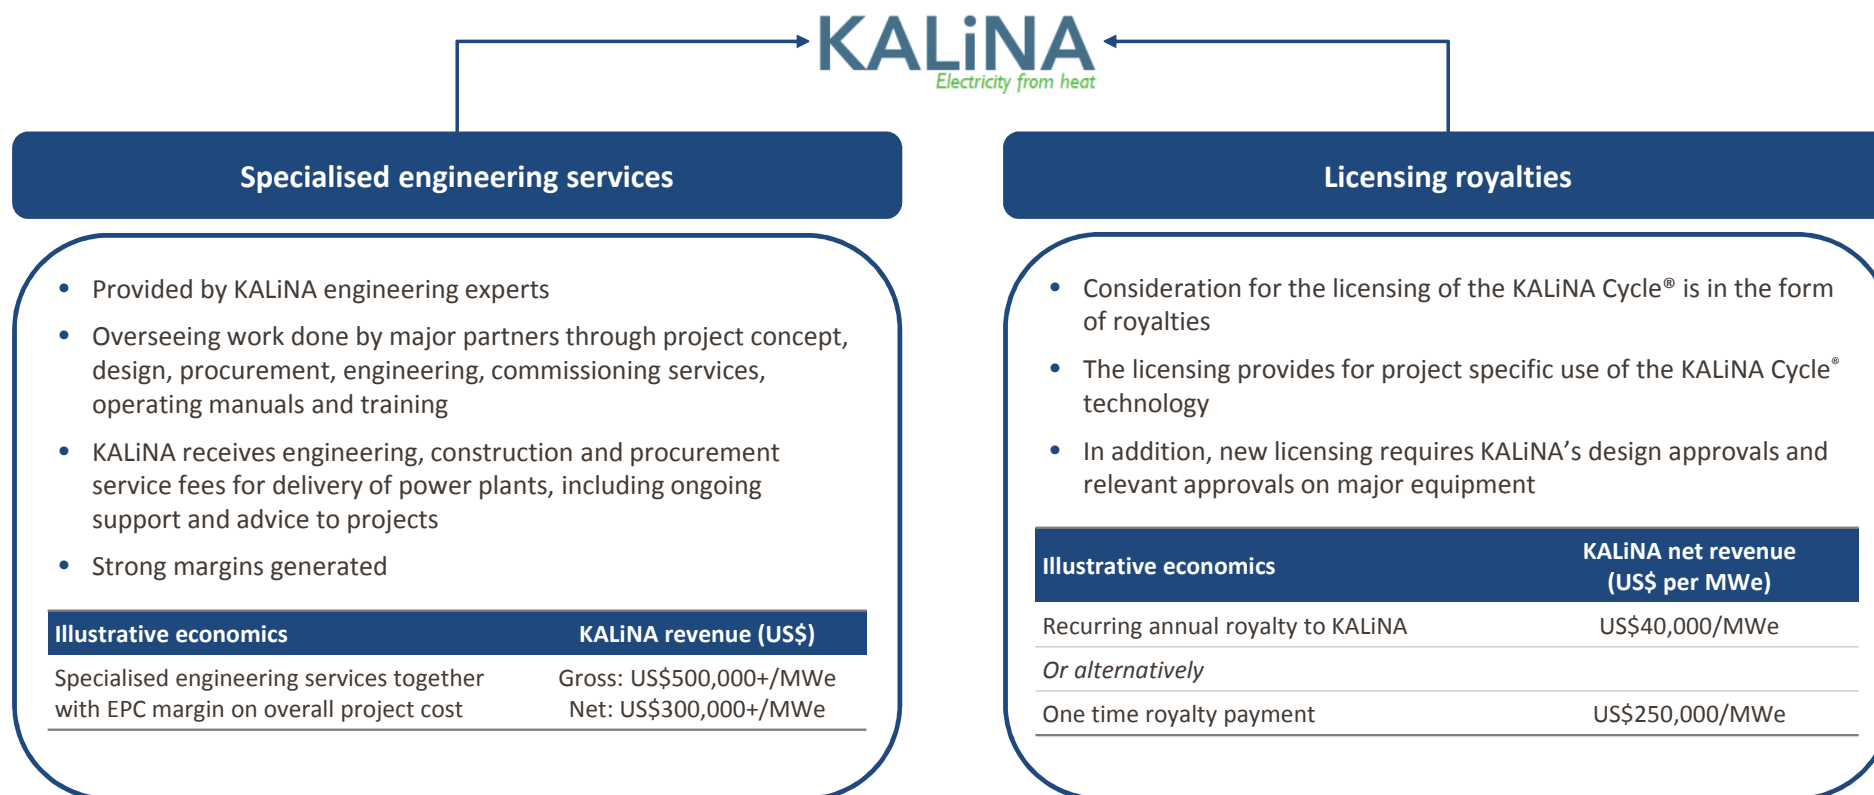 KALiNA
Electricity from heat
Specialised engineering services
• Provided by KALiNA engineering experts
• Overseeing work done by major partners through project concept,
design, procurement, engineering, commissioning services,
operating manuals and training
• KALiNA receives engineering, construction and procurement
service fees for delivery of power plants, including ongoing
support and advice to projects
• Strong margins generated
Illustrative economics KALiNA revenue (US$)
Specialised engineering services together Gross: US$500,000+/MWe
with EPC margin on overall project cost Net: US$300,000+/MWe
Licensing royalties
• Consideration for the licensing of the KALiNA Cycle® is in the form
of royalties
• The licensing provides for project specific use of the KALiNA Cycle®
technology
• In addition, new licensing requires KALiNA’s design approvals and
relevant approvals on major equipment
Illustrative economics KALiNA net revenue
(US$ per MWe)
Recurring annual royalty to KALiNA US$40,000/MWe
Or alternatively
One time royalty payment US$250,000/MWe